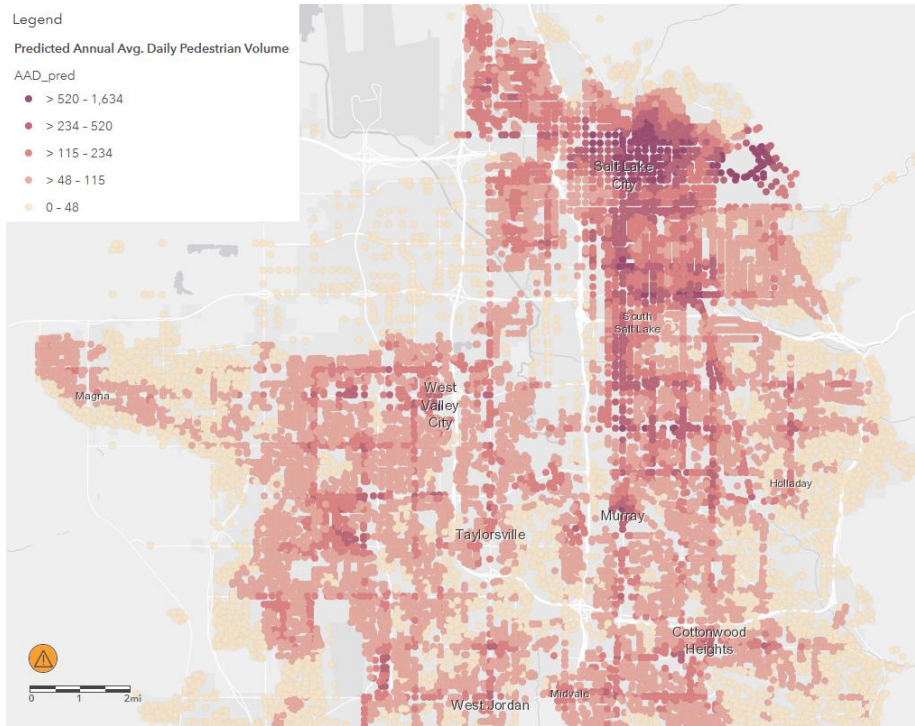 Legend
Predicted Annual Avg. Daily Pedestrian Volume
AAD_pred
> 520 - 1,634
> 234 - 520
> 115 - 234
> 48 - 115
0 - 48
Salt Lake
City
South
Salt Lake
West
Valley
City
Magna
Holladay
Murray
Taylorsville
Cottonwood
Heights
Midvale
West Jordan
0 1 2mi